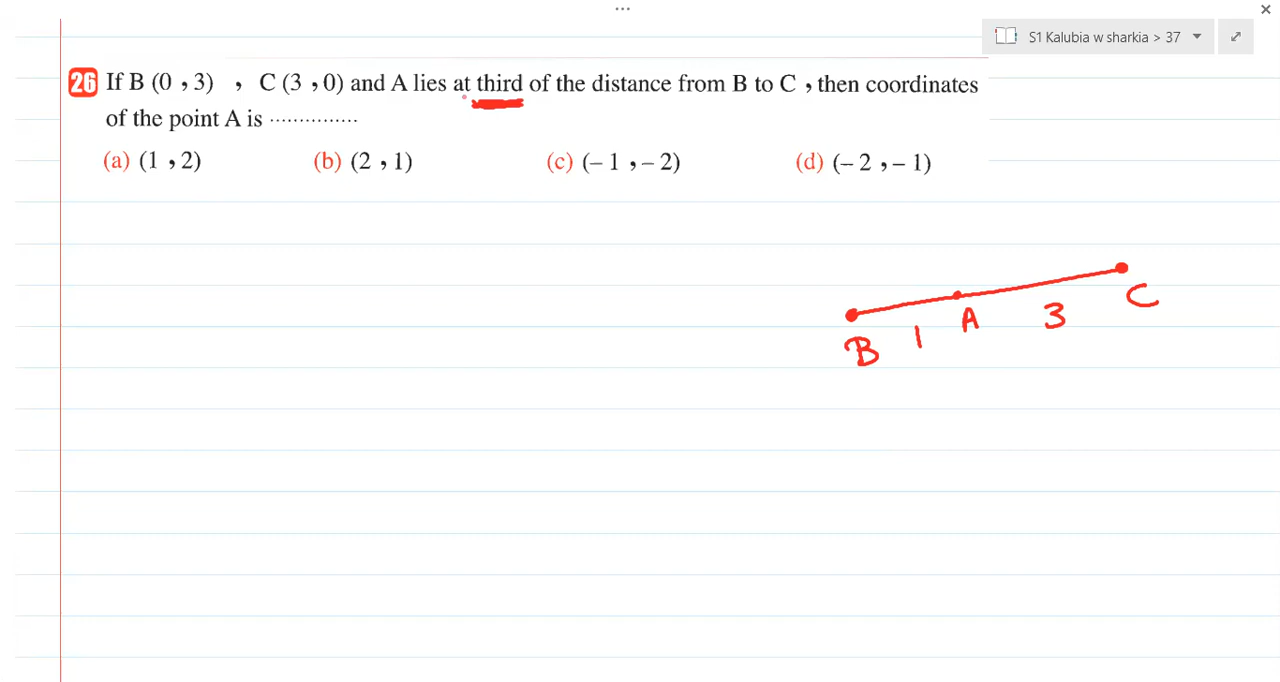 ...
×
S1 Kalubia w sharkia > 37
26 If B (0 , 3) , C (3 , 0) and A lies at third of the distance from B to C , then coordinates
of the point A is ...............
(a) (1 , 2) (b) (2 , 1) (c) (– 1 , – 2) (d) (– 2 , – 1)
B 1 A 3 C